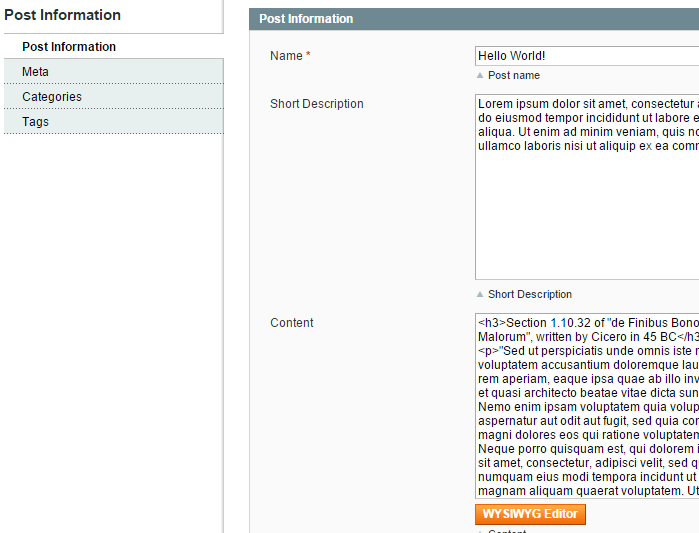 Post Information
Post Information
Meta
Categories
Tags
Post Information
Name *
Hello World!
Post name
Short Description
Lorem ipsum dolor sit amet, consectetur
do eiusmod tempor incididunt ut labore e
aliqua. Ut enim ad minim veniam, quis no
ullamco laboris nisi ut aliquip ex ea comm
Short Description
Content
<h3>Section 1.10.32 of "de Finibus Bono
Malorum", written by Cicero in 45 BC</h3
<p>"Sed ut perspiciatis unde omnis iste
voluptatem accusantium doloremque lau
rem aperiam, eaque ipsa quae ab illo inv
et quasi architecto beatae vitae dicta sun
Nemo enim ipsam voluptatem quia volup
aspernatur aut odit aut fugit, sed quia con
magni dolores eos qui ratione voluptatem
Neque porro quisquam est, qui dolorem i
sit amet, consectetur, adipisci velit, sed q
numquam eius modi tempora incidunt ut
magnam aliquam quaerat voluptatem. Ut
WYSIWYG Editor
Content